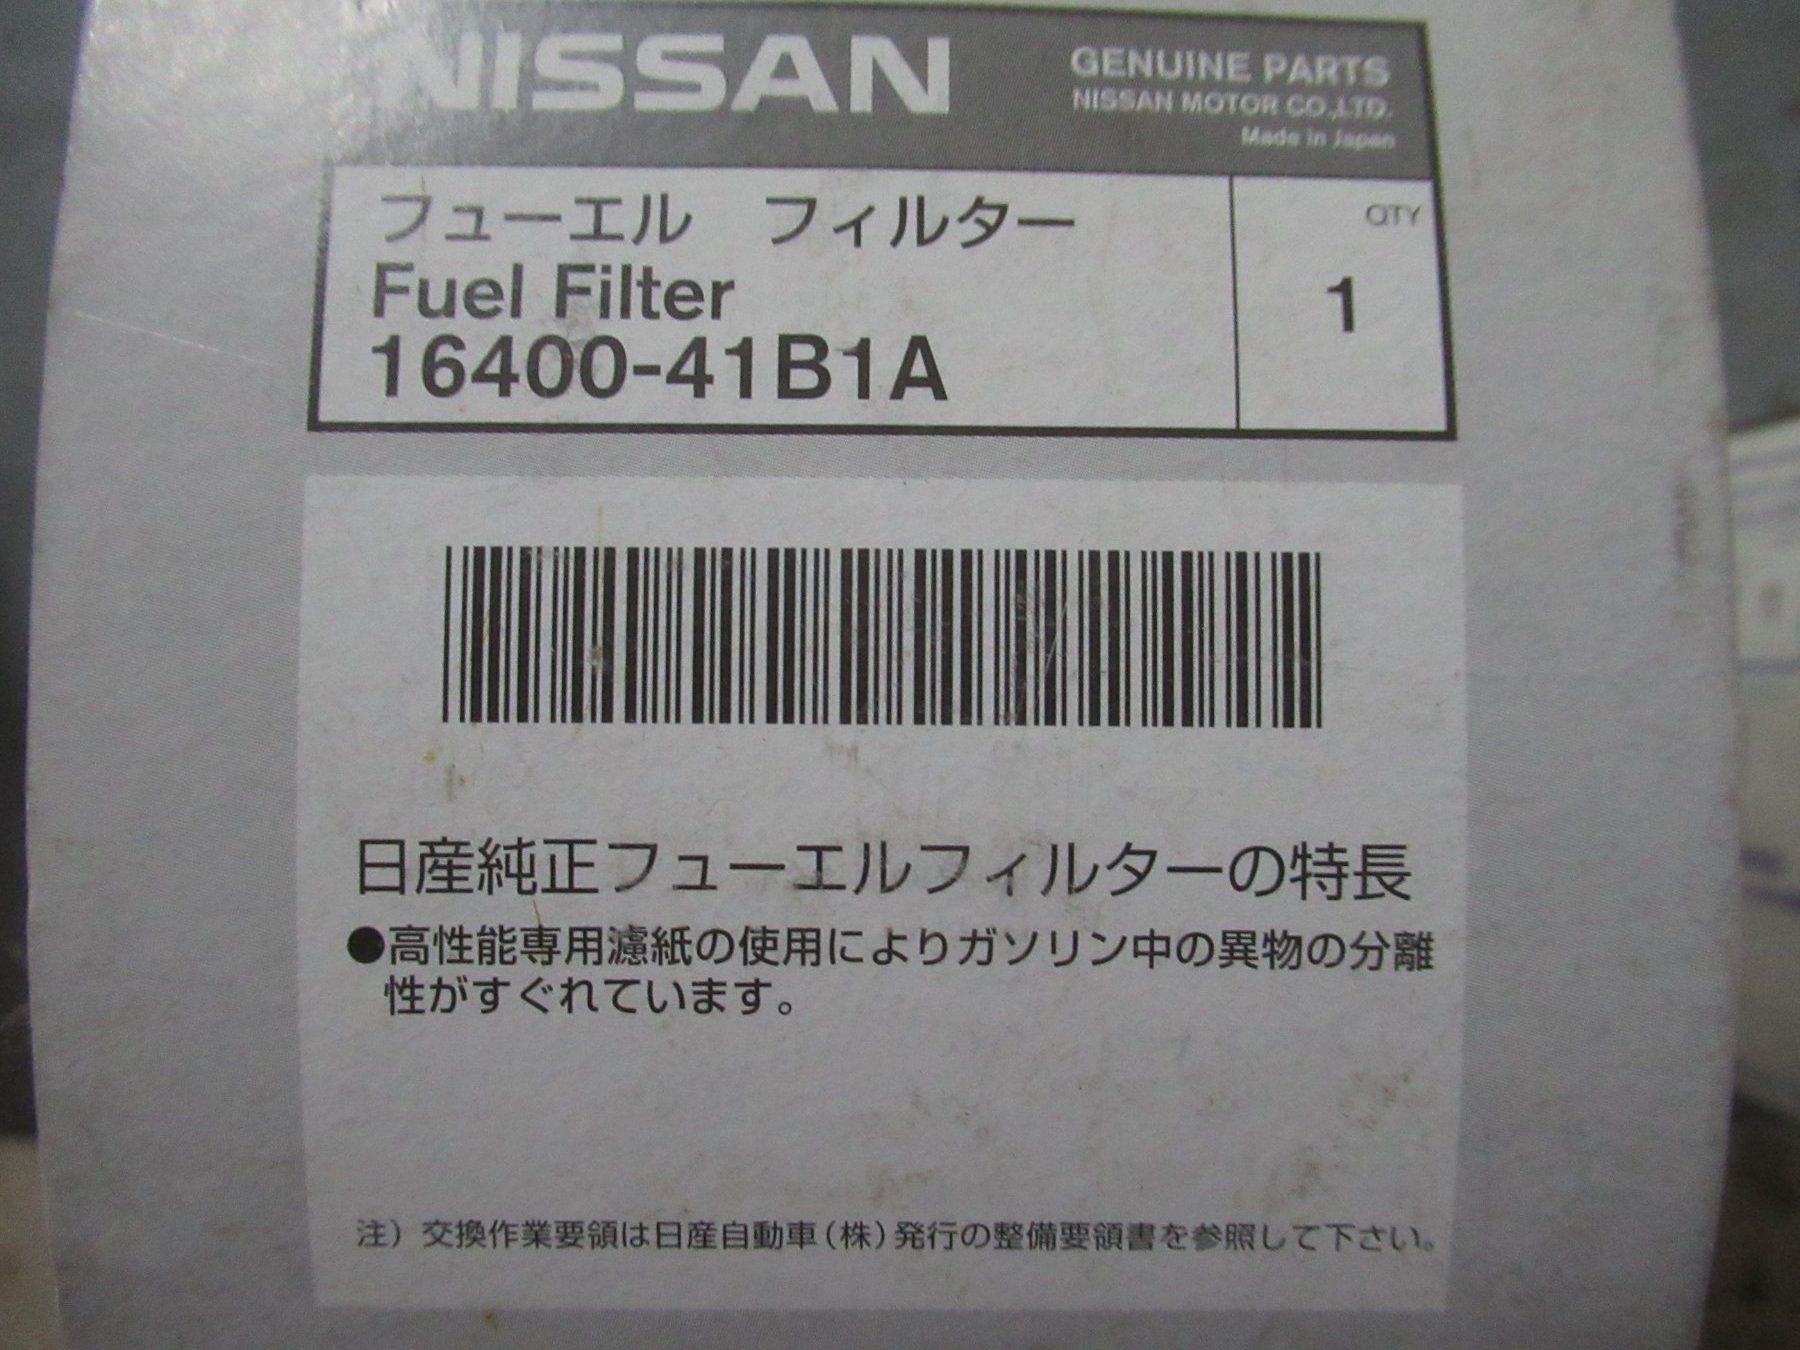 NISSAN
GENUINE PARTS
NISSAN MOTOR CO.,LTD.
Made in Japan
フューエル フィルター
QTY
Fuel Filter
1
16400-41B1A
日産純正フューエルフィルターの特長
●高性能専用濾紙の使用によりガソリン中の異物の分離
性がすぐれています。
注）交換作業要領は日産自動車（株）発行の整備要領書を参照して下さい。